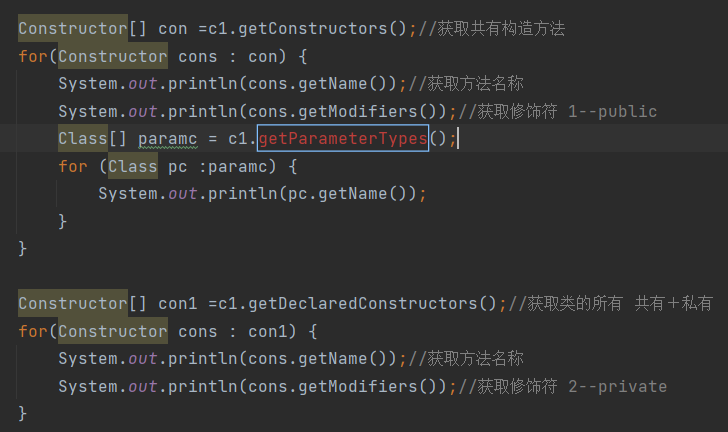 Constructor[] con =c1.getConstructors();//获取共有构造方法
for(Constructor cons : con) {
System.out.println(cons.getName());//获取方法名称
System.out.println(cons.getModifiers());//获取修饰符 1--public
Class[] paramc = c1.getParameterTypes();
for (Class pc :paramc) {
System.out.println(pc.getName());
}
}
Constructor[] con1 =c1.getDeclaredConstructors();//获取类的所有 共有＋私有
for(Constructor cons : con1) {
System.out.println(cons.getName());//获取方法名称
System.out.println(cons.getModifiers());//获取修饰符 2--private
}